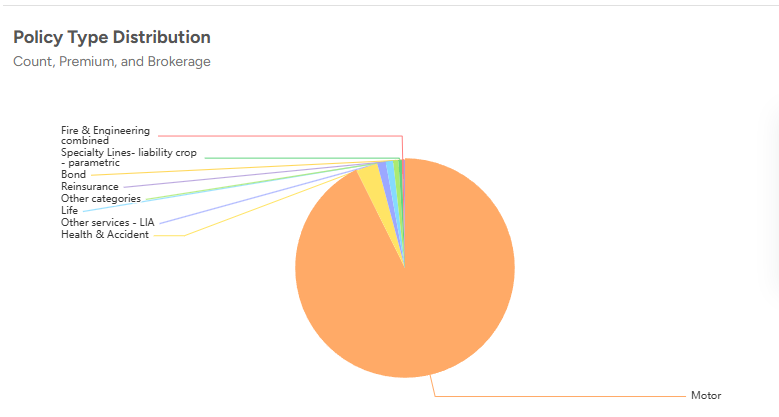 Policy Type Distribution
Count, Premium, and Brokerage
Fire & Engineering
combined
Specialty Lines- liability crop
- parametric
Bond
Reinsurance
Other categories
Life
Other services - LIA
Health & Accident
Motor